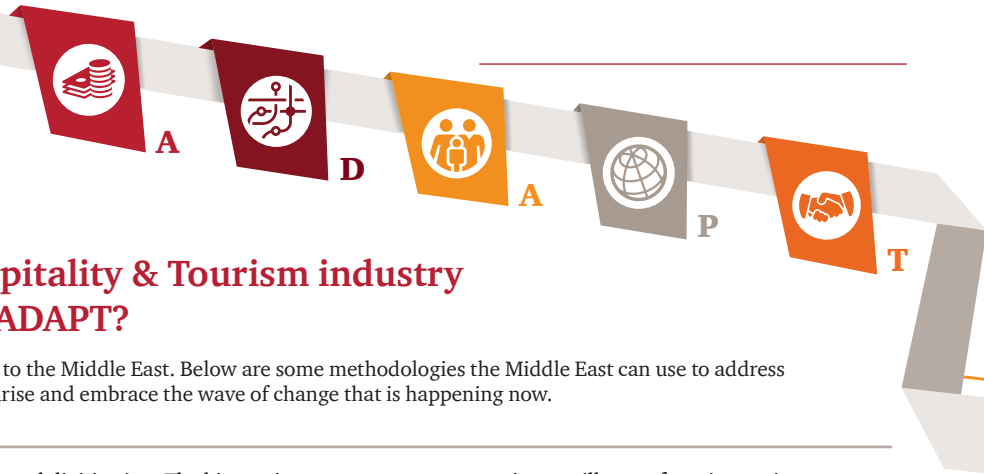 A
D
A
P
T
pitality & Tourism industry
ADAPT?
to the Middle East. Below are some methodologies the Middle East can use to address
rise and embrace the wave of change that is happening now.